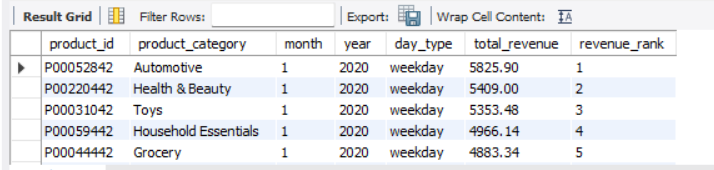 Result Grid Filter Rows: Export: Wrap Cell Content: IA
product_id product_category month year day_type total_revenue revenue_rank
P00052842 Automotive 1 2020 weekday 5825.90 1
P00220442 Health & Beauty 1 2020 weekday 5409.00 2
P00031042 Toys 1 2020 weekday 5353.48 3
P00059442 Household Essentials 1 2020 weekday 4966.14 4
P00044442 Grocery 1 2020 weekday 4883.34 5